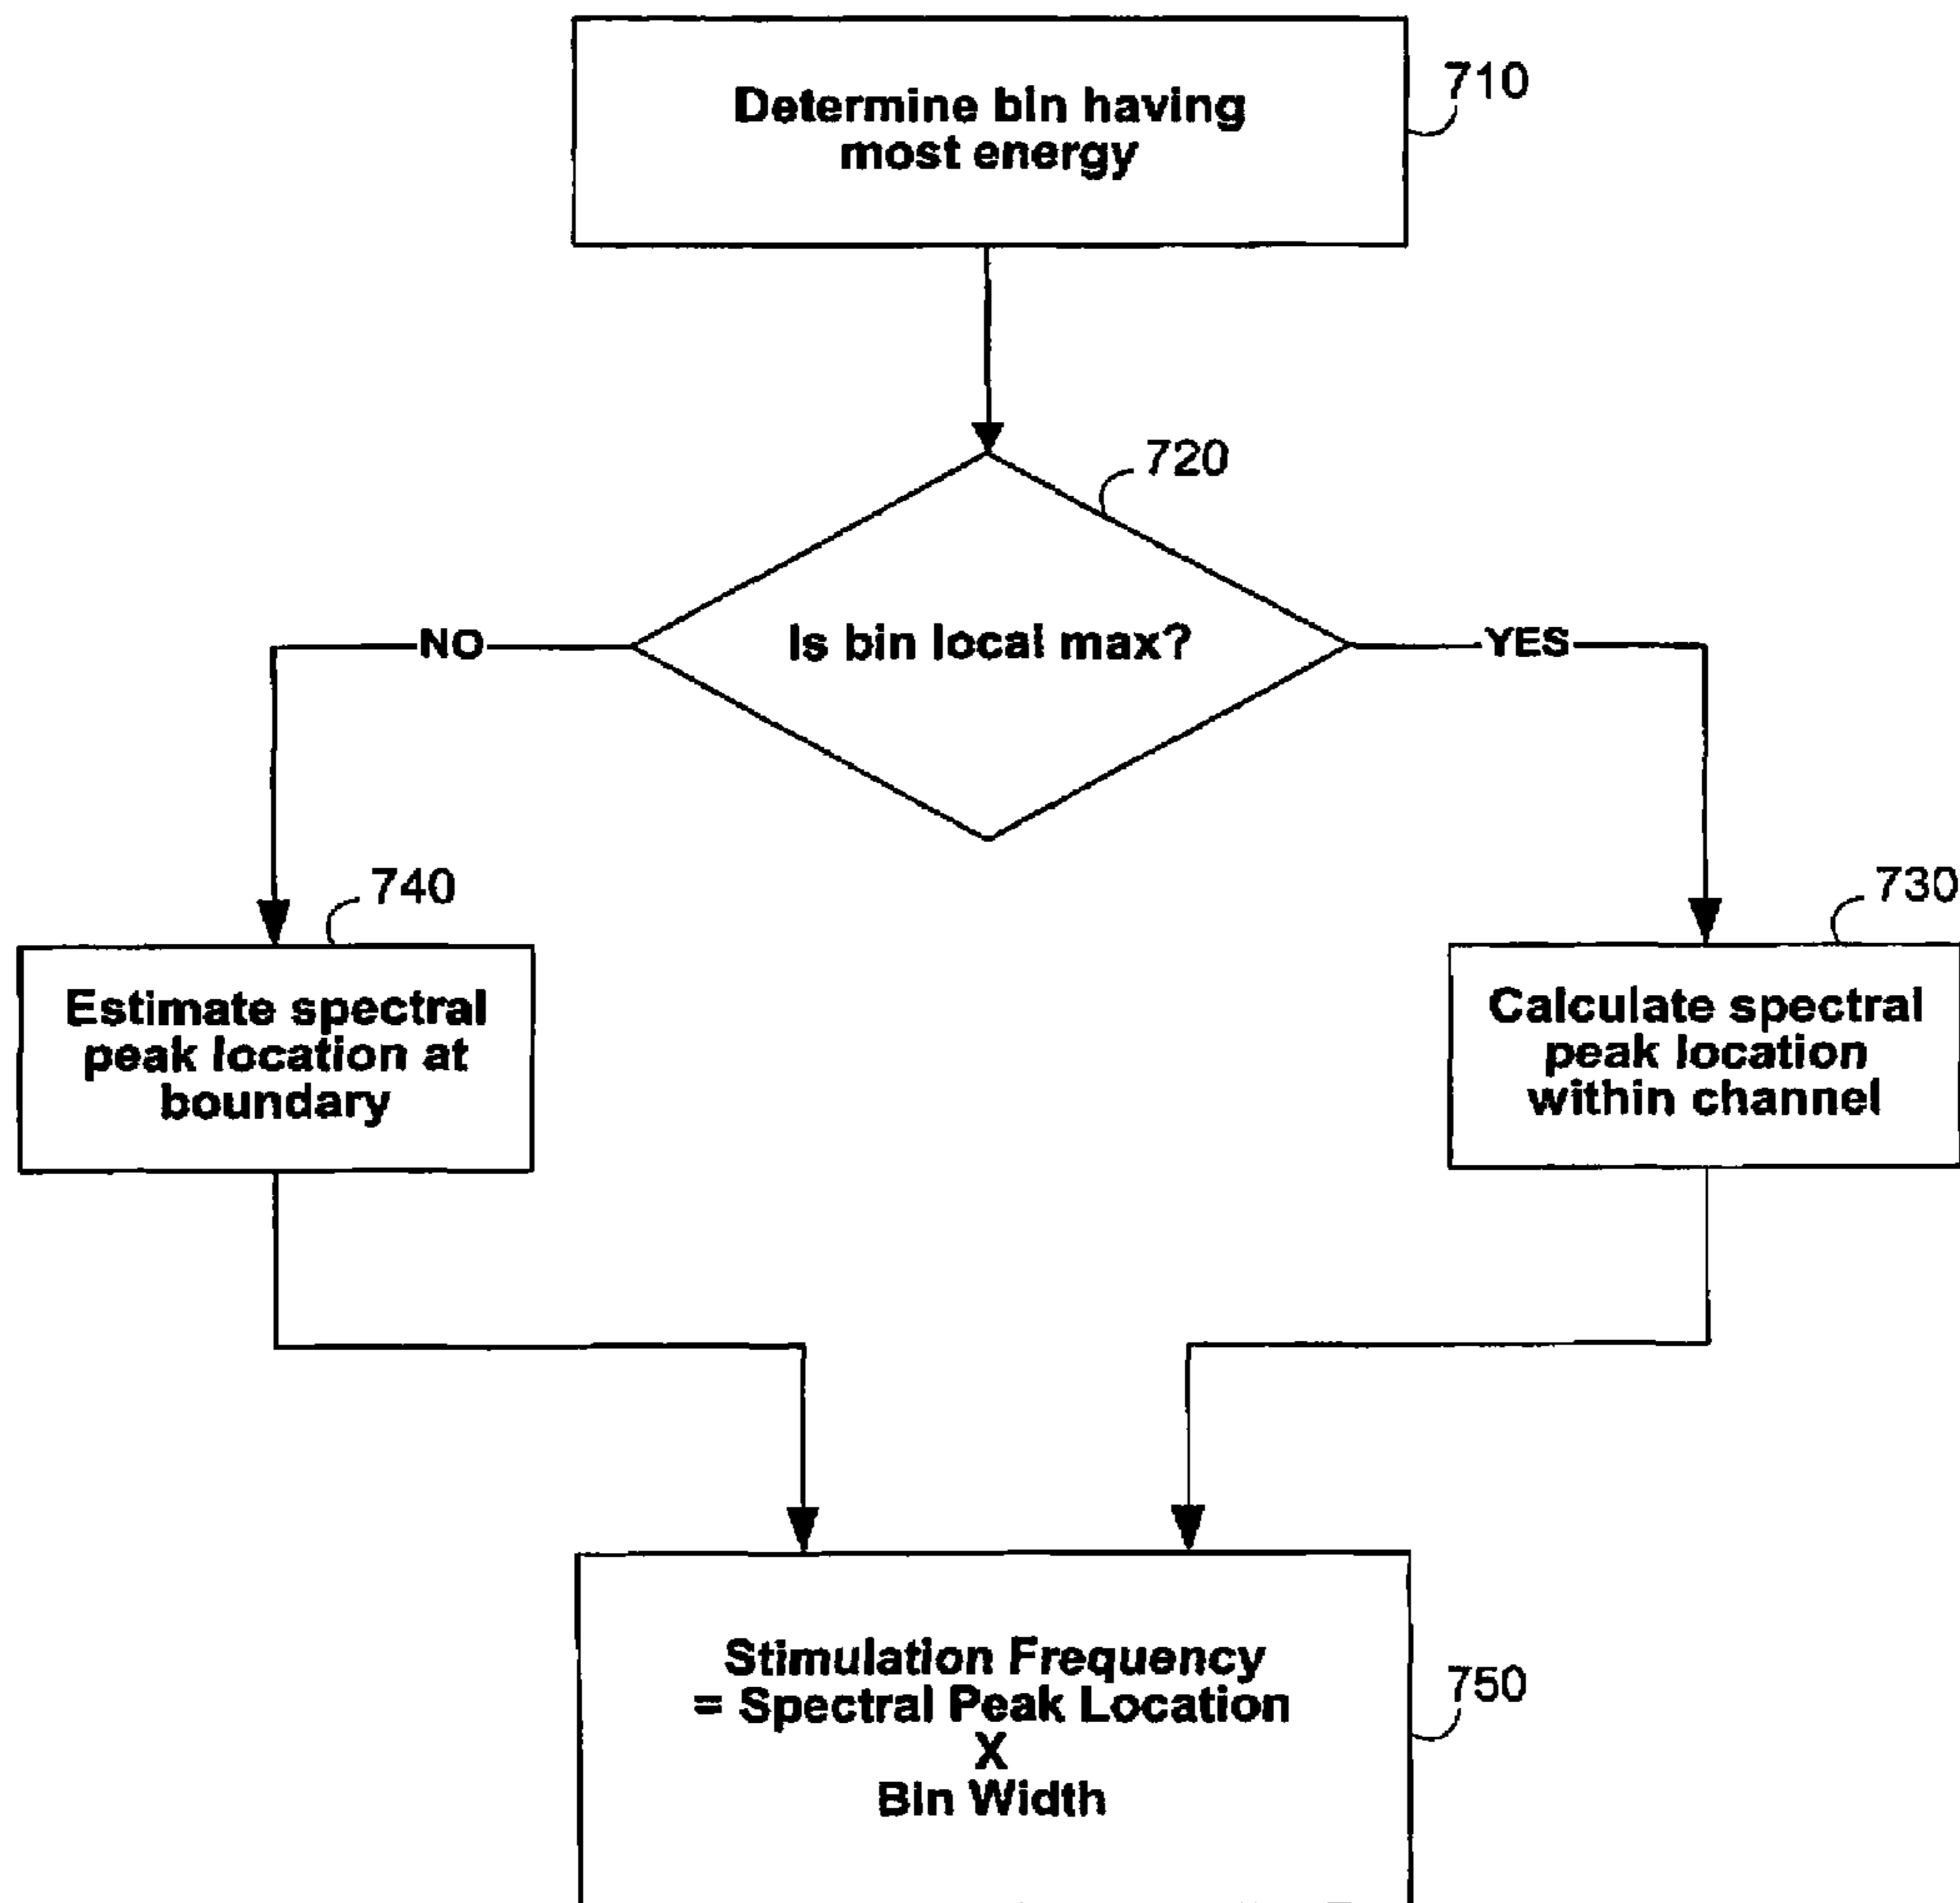 Determine bin having
most energy
710
720
Is bin local max?
NO
YES
740
730
Estimate spectral
peak location at
boundary
Calculate spectral
peak location
within channel
Stimulation Frequency
= Spectral Peak Location
X
Bin Width
750